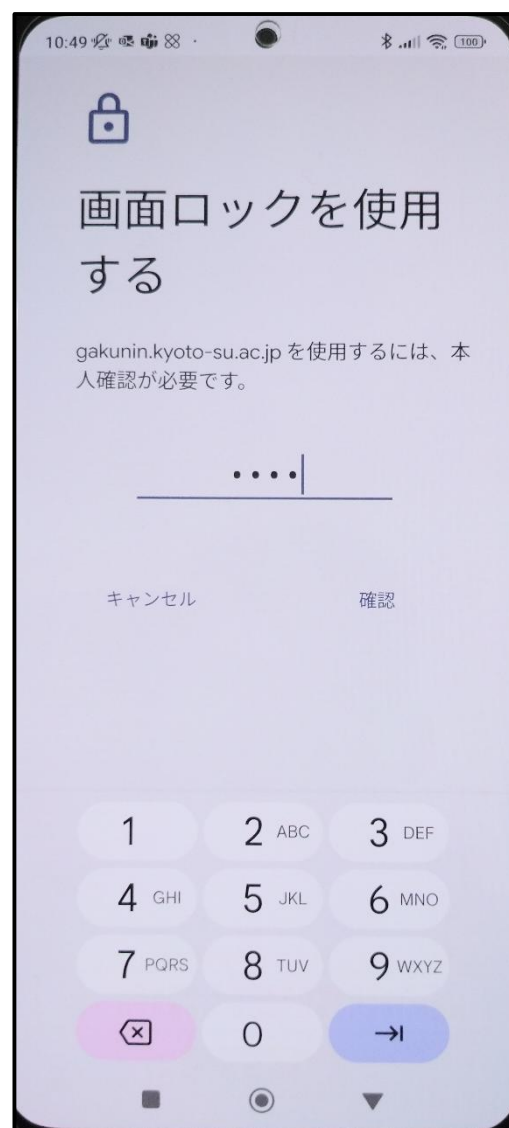 10:49
100
画面ロックを使用
する
gakunin.kyoto-su.ac.jp を使用するには、本
人確認が必要です。
キャンセル
確認
1
2 ABC
3 DEF
4 GHI
5 JKL
6 MNO
7 PQRS
8 TUV
9 WXYZ
0